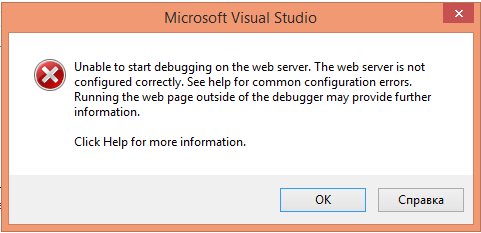 Microsoft Visual Studio
Unable to start debugging on the web server. The web server is not
configured correctly. See help for common configuration errors.
Running the web page outside of the debugger may provide further
information.
Click Help for more information.
OK
Справка